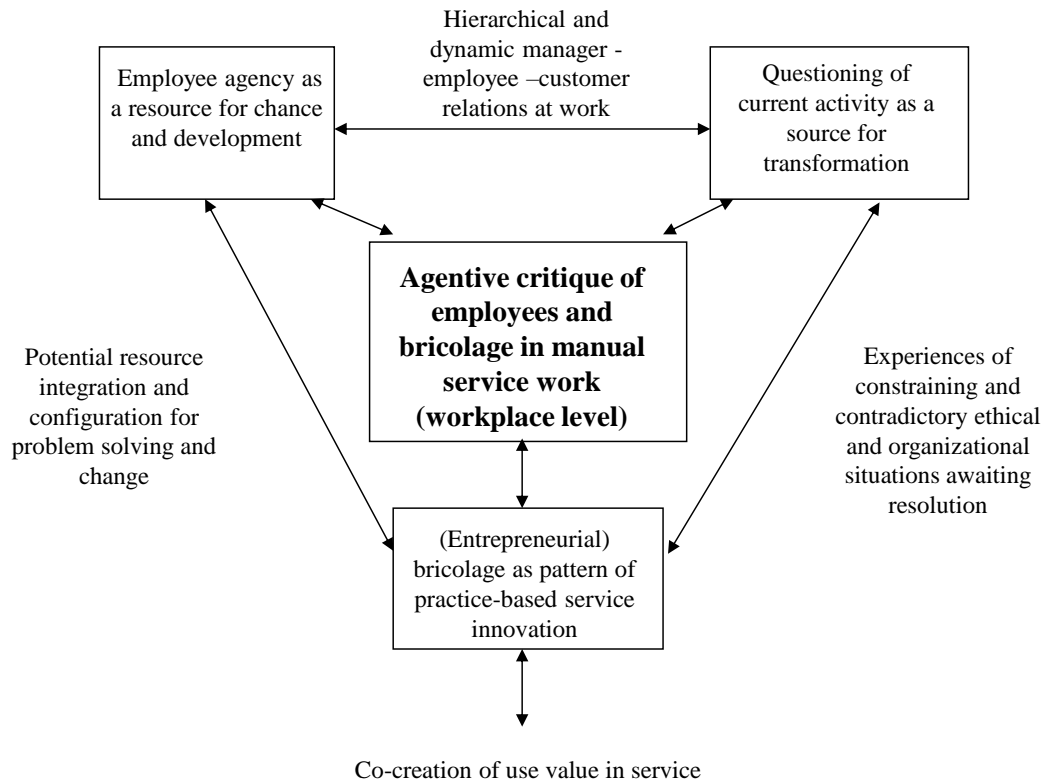 Hierarchical and
dynamic manager -
employee –customer
relations at work
Employee agency as
a resource for chance
and development
Questioning of
current activity as a
source for
transformation
Agentive critique of
employees and
bricolage in manual
service work
(workplace level)
Potential resource
integration and
configuration for
problem solving and
change
Experiences of
constraining and
contradictory ethical
and organizational
situations awaiting
resolution
(Entrepreneurial)
bricolage as pattern of
practice-based service
innovation
Co-creation of use value in service